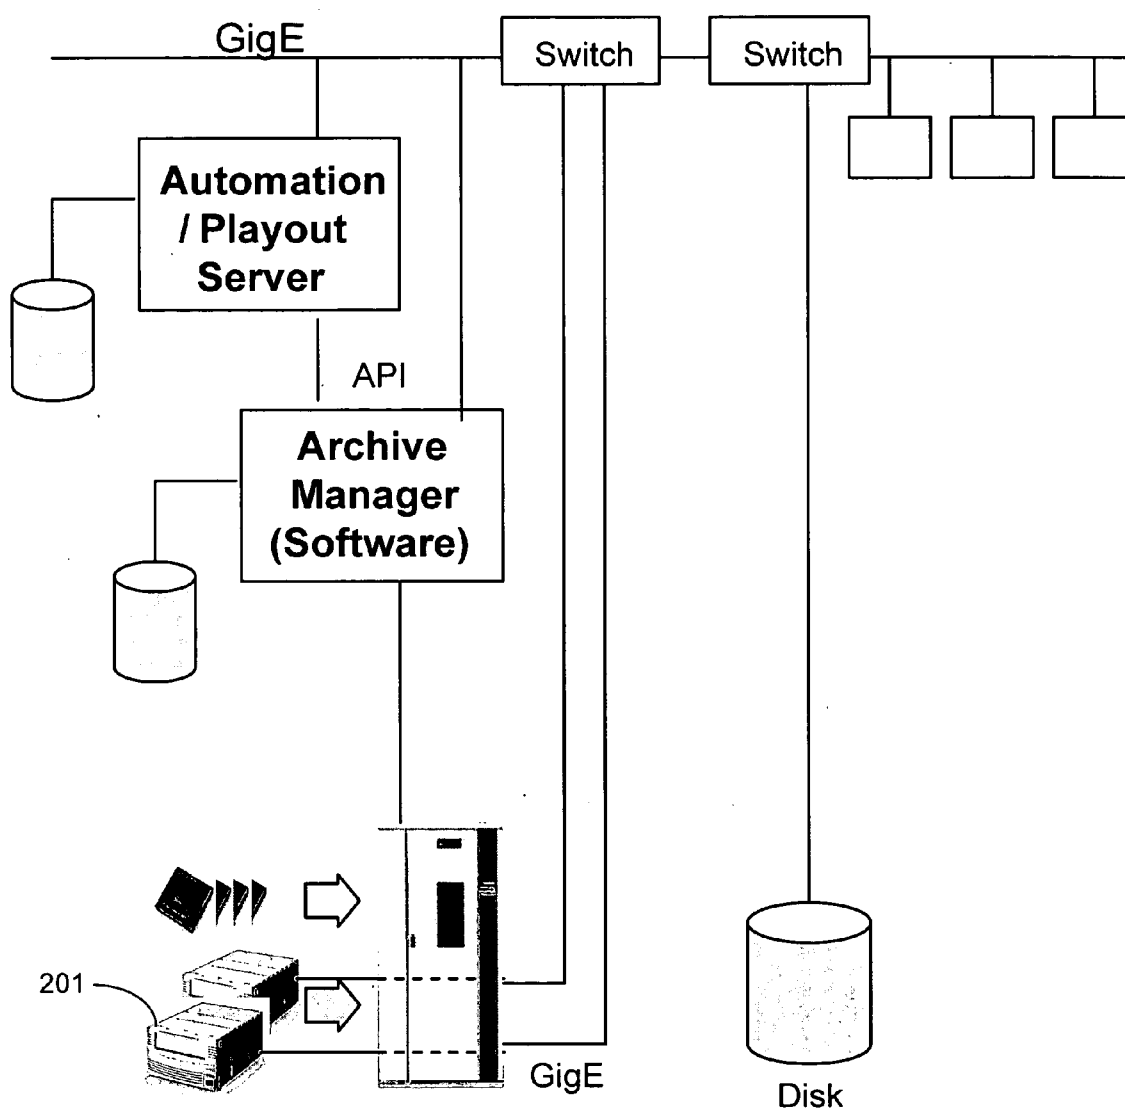 GigE
Switch
Switch
Automation
/ Playout
Server
API
Archive
Manager
(Software)
201
GigE
Disk